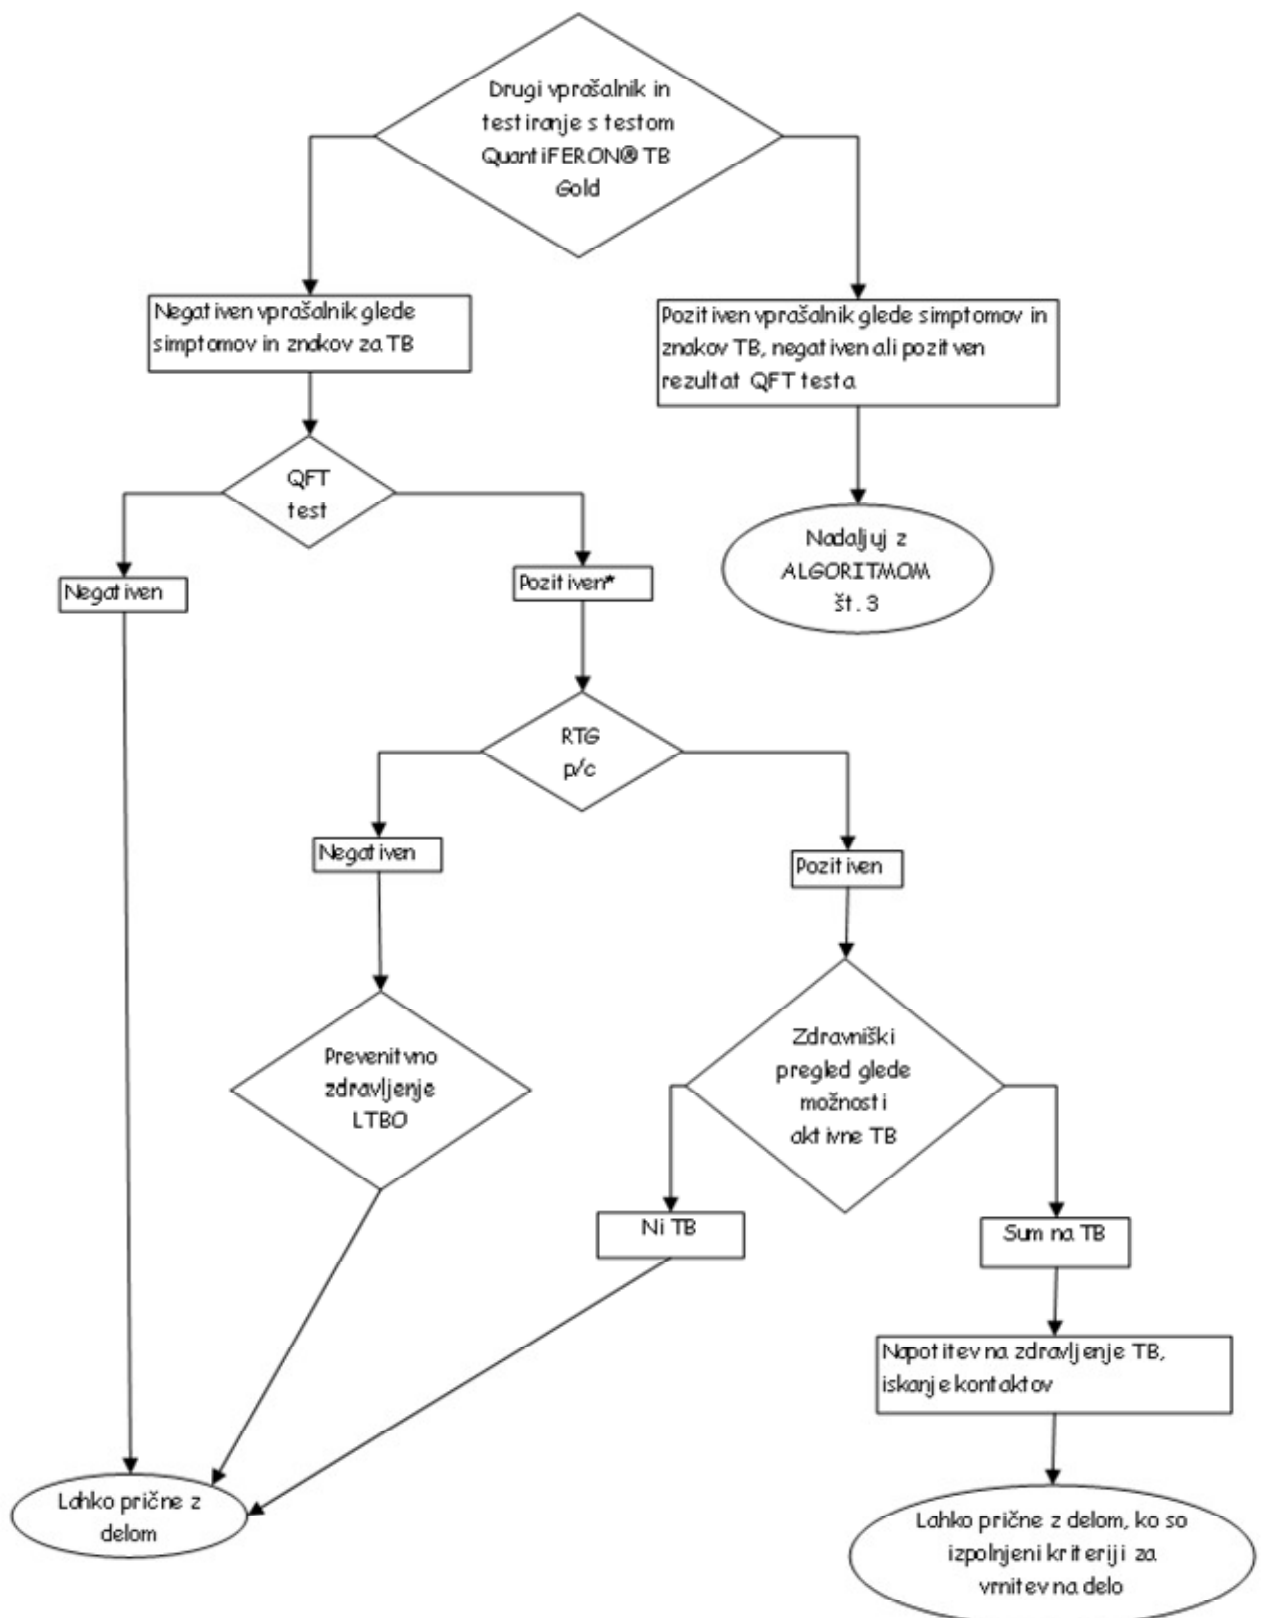 Drugi vprašalnik in
testiranje s testom
QuantiFERON® TB
Gold
Negativen vprašalnik glede
simptomov in znakov za TB
Pozitiven vprašalnik glede simptomov in
znakov TB, negativen ali pozitven
rezultat QFT testa
QFT
test
Nadaljuj z
ALGORITMOM
št. 3
Negativen
Pozitiven*
RTG
p/c
Negativen
Pozitiven
Prevenitvno
zdravljenje
LTBO
Zdravniški
pregled glede
možnosti
aktivne TB
Ni TB
Sum na TB
Napotitev na zdravljenje TB,
iskanje kontaktov
Lahko prične z
delom
Lahko prične z delom, ko so
izpolnjeni kriteriji za
vrnitev na delo